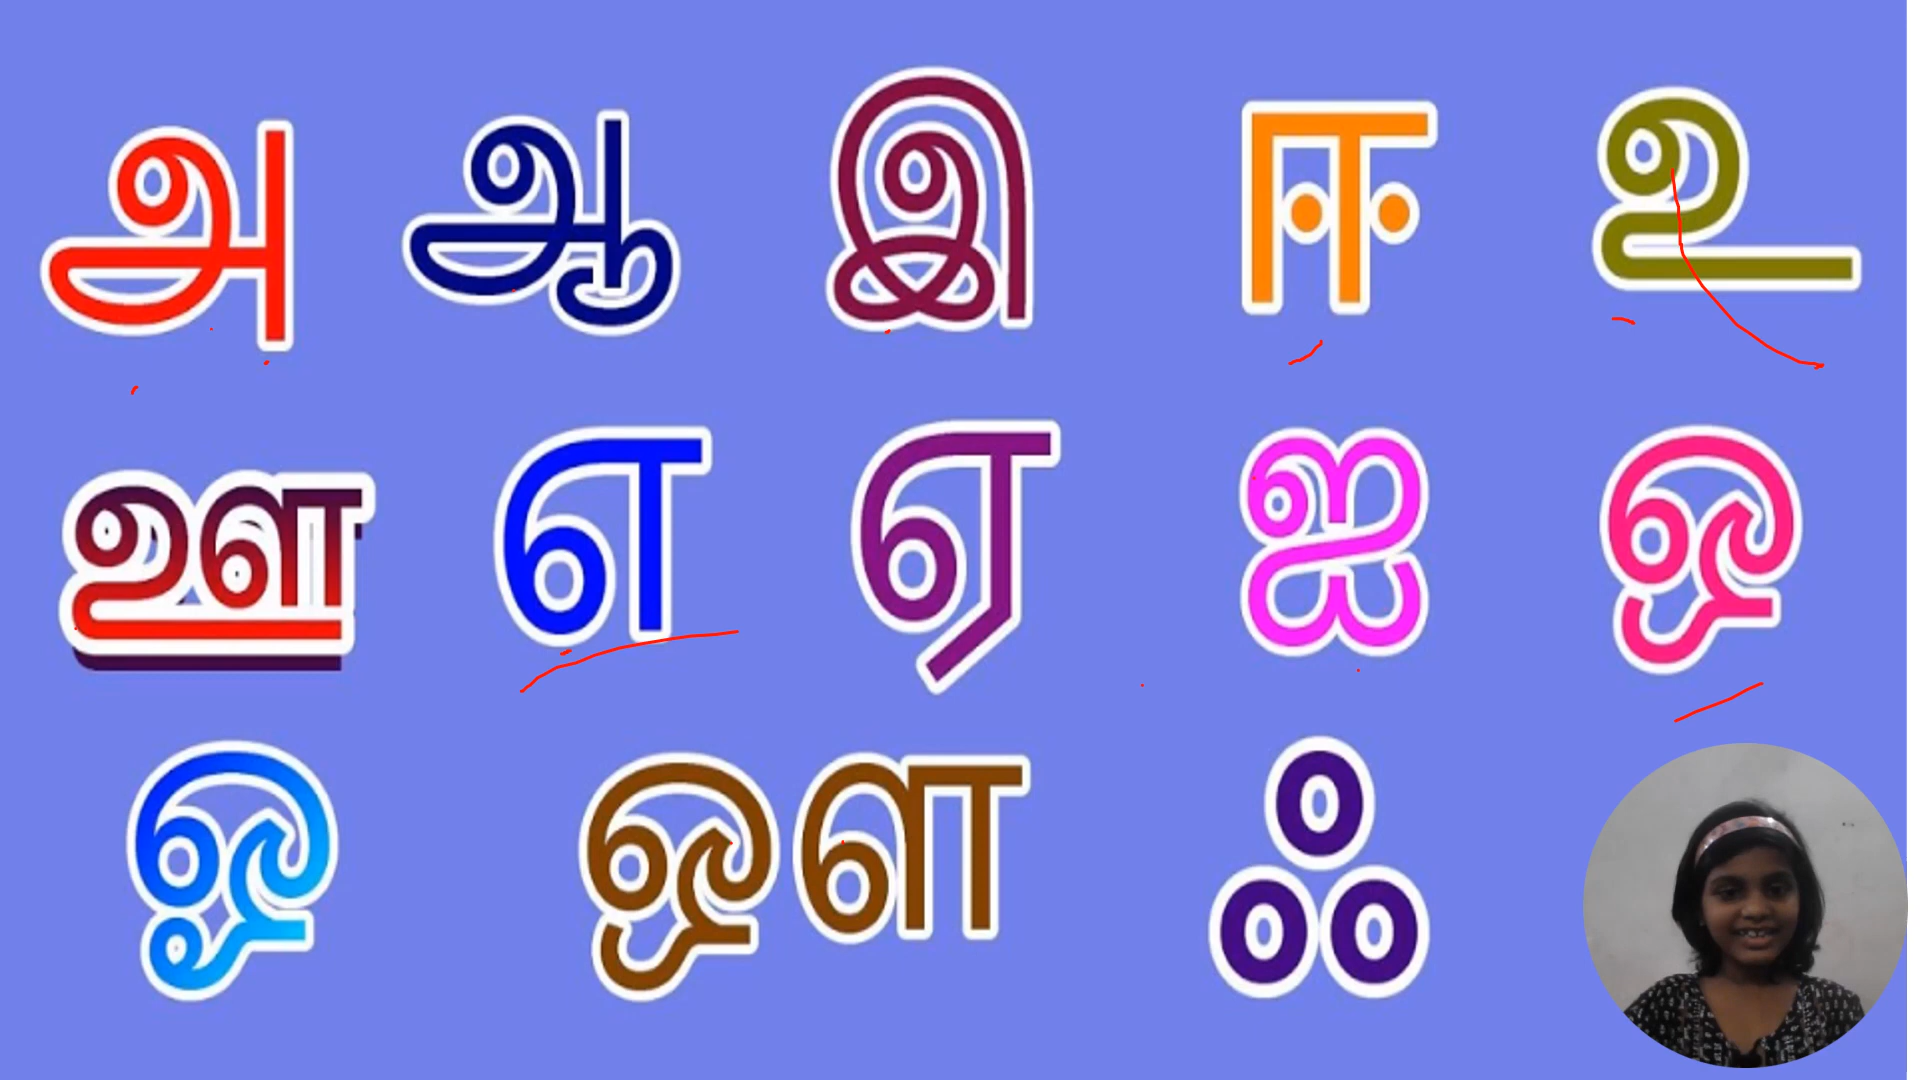 அ ஆ இ ஈ உ
ஊ எ ஏ ஐ ஒ
ஓ ஔ ஃ